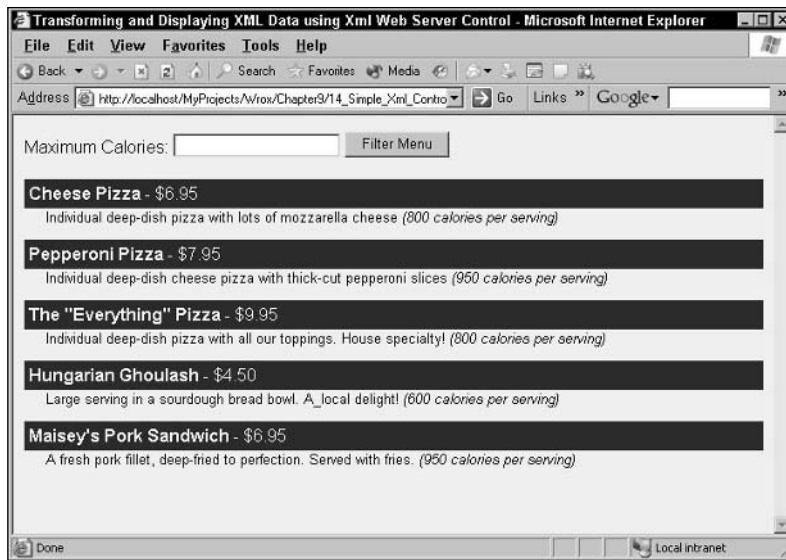 Transforming and Displaying XML Data using Xml Web Server Control - Microsoft Internet Explorer
File Edit View Favorites Tools Help
Back Search Favorites Media
Address http://localhost/MyProjects/Wrox/Chapter9/14_Simple_Xml_Contro Go Links » Google »
Maximum Calories: Filter Menu
Cheese Pizza - $6.95
Individual deep-dish pizza with lots of mozzarella cheese (800 calories per serving)
Pepperoni Pizza - $7.95
Individual deep-dish cheese pizza with thick-cut pepperoni slices (950 calories per serving)
The "Everything" Pizza - $9.95
Individual deep-dish pizza with all our toppings. House specialty! (800 calories per serving)
Hungarian Ghoulash - $4.50
Large serving in a sourdough bread bowl. A_local delight! (600 calories per serving)
Maisey's Pork Sandwich - $6.95
A fresh pork fillet, deep-fried to perfection. Served with fries. (950 calories per serving)
Done Local intranet